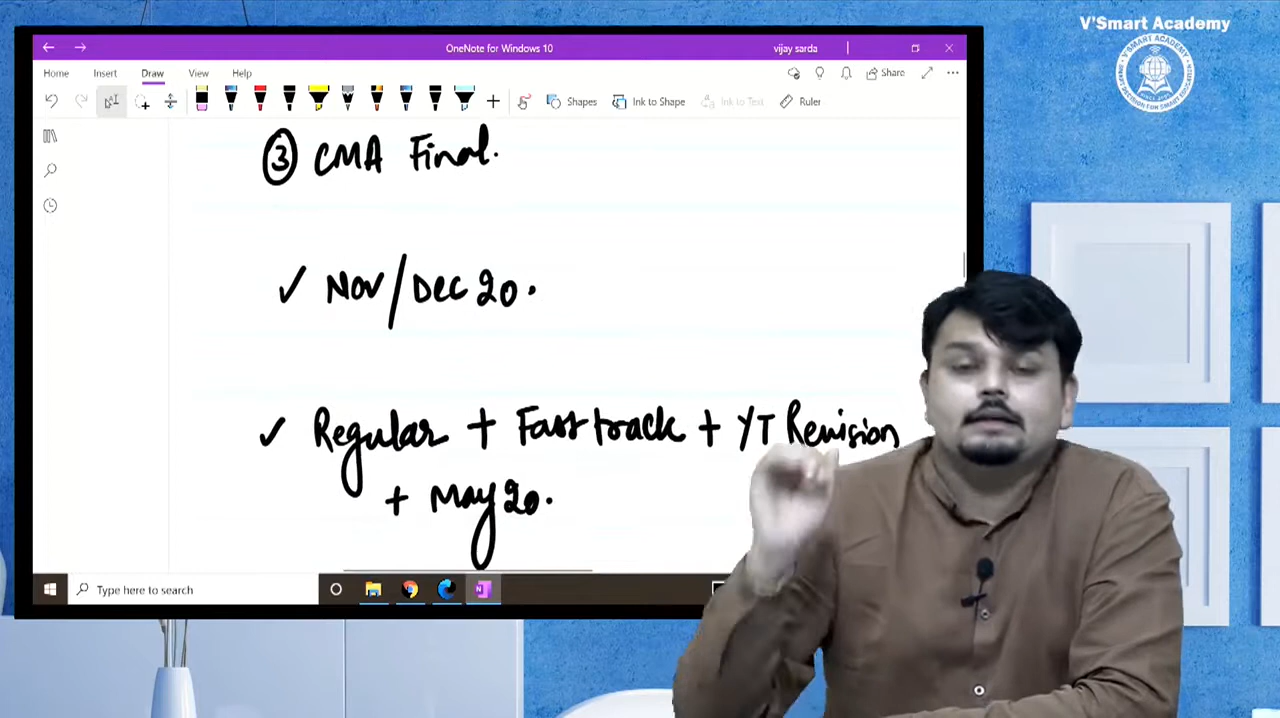 V'Smart Academy
OneNote for Windows 10
vijay sarda
Home Insert Draw View Help
Share
Shapes Ink to Shape Ink to Text Ruler
③ CMA Final.
✓ Nov/Dec 20.
✓ Regular + Fast track + YT Revision
+ May 20.
Type here to search